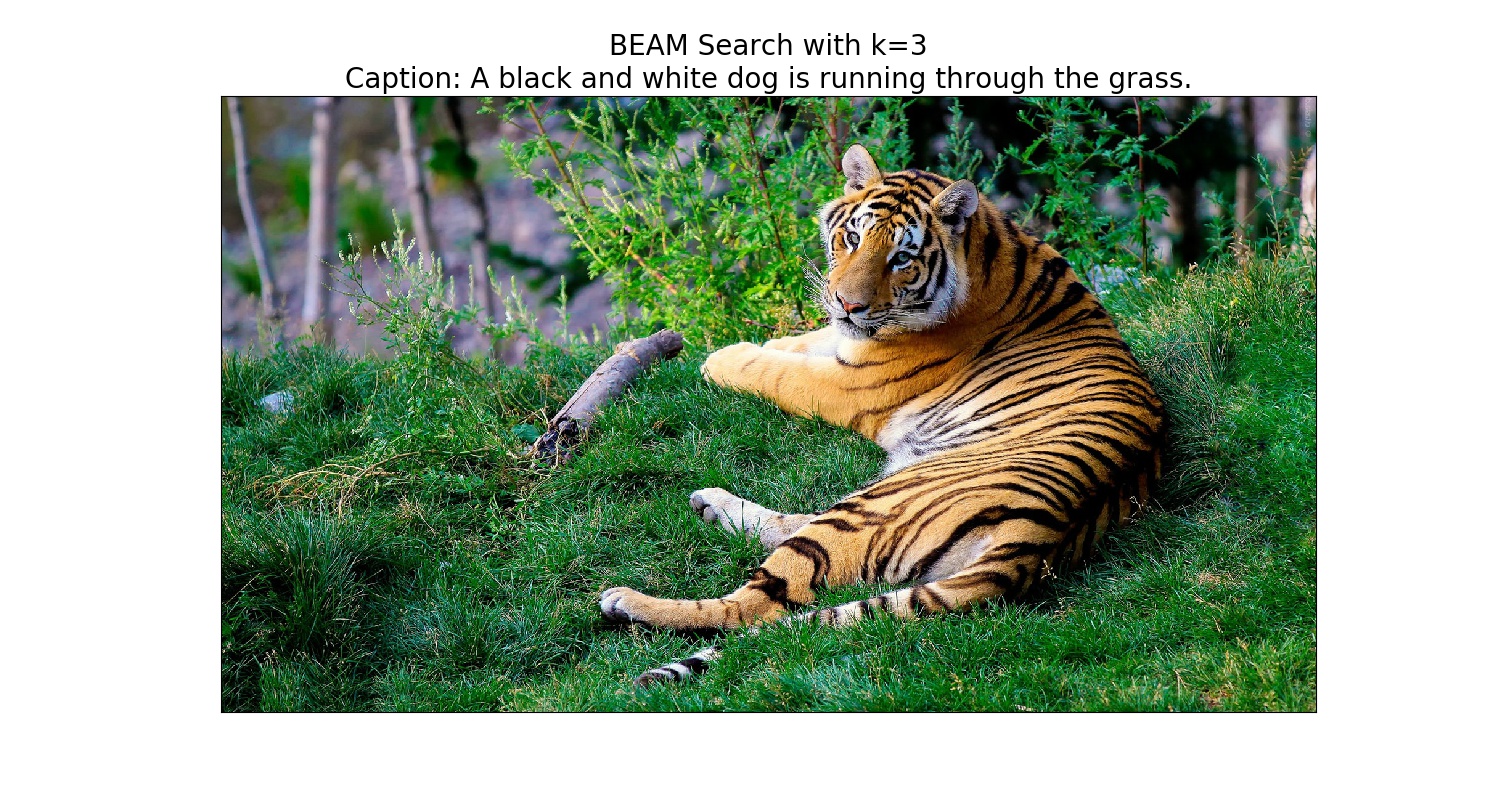 BEAM Search with k=3
Caption: A black and white dog is running through the grass.